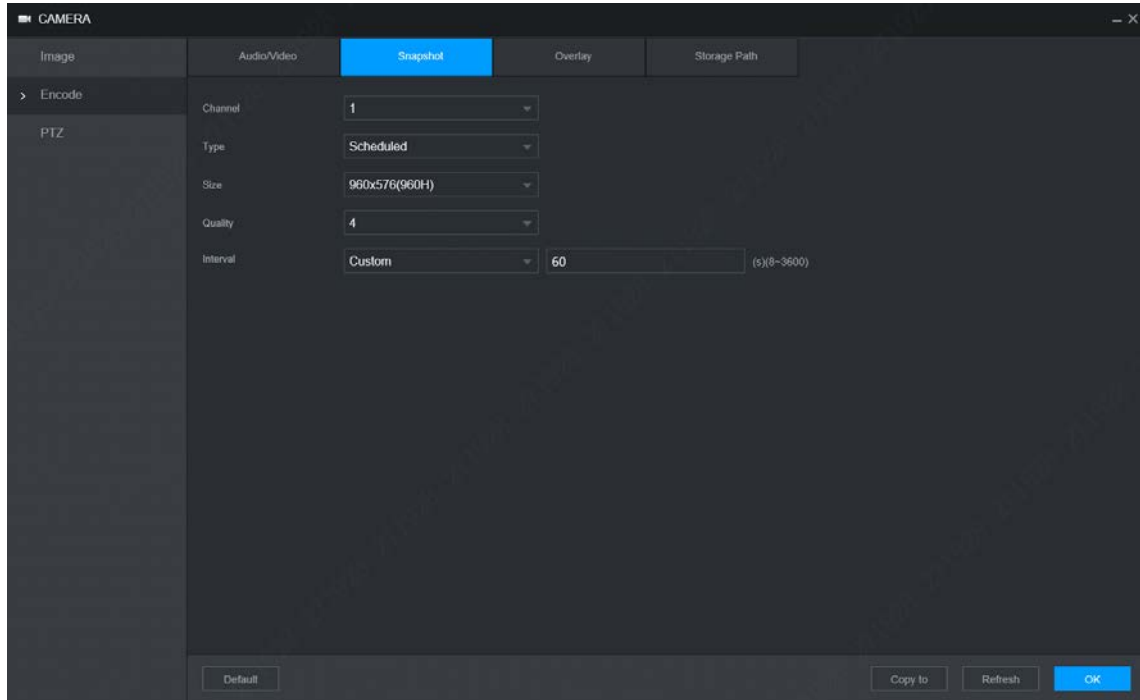 CAMERA
Image
Encode
PTZ
Audio/Video
Snapshot
Overlay
Storage Path
Channel 1
Type Scheduled
Size 960x576(960H)
Quality 4
Interval Custom 60 (s)(8~3600)
Default
Copy to
Refresh
OK